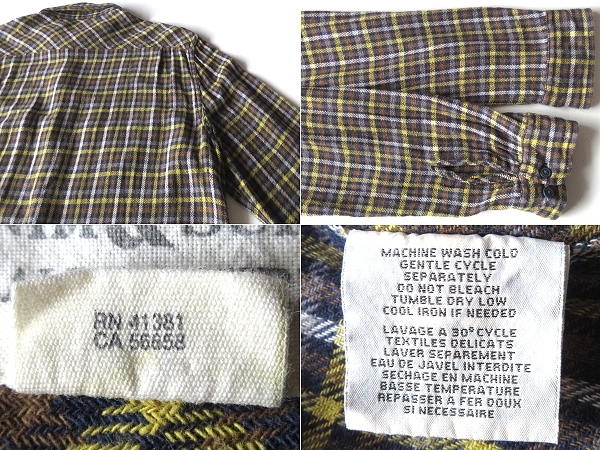 RN 41381
CA 56658
MACHINE WASH COLD
GENTLE CYCLE
SEPARATELY
DO NOT BLEACH
TUMBLE DRY LOW
COOL IRON IF NEEDED
LAVAGE A 30° CYCLE
TEXTILES DELICATS
LAVER SEPAREMENT
EAU DE JAVEL INTERDITE
SECHAGE EN MACHINE
BASSE TEMPERATURE
REPASSER A FER DOUX
SI NECESSAIRE